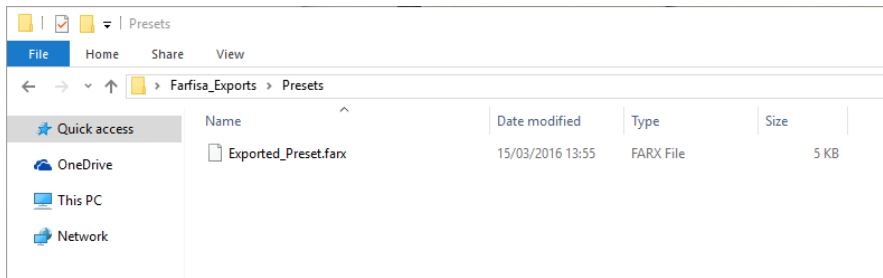 Presets
File Home Share View
Farfisa_Exports > Presets
Name Date modified Type Size
Quick access
Exported_Preset.farx 15/03/2016 13:55 FARX File 5 KB
OneDrive
This PC
Network